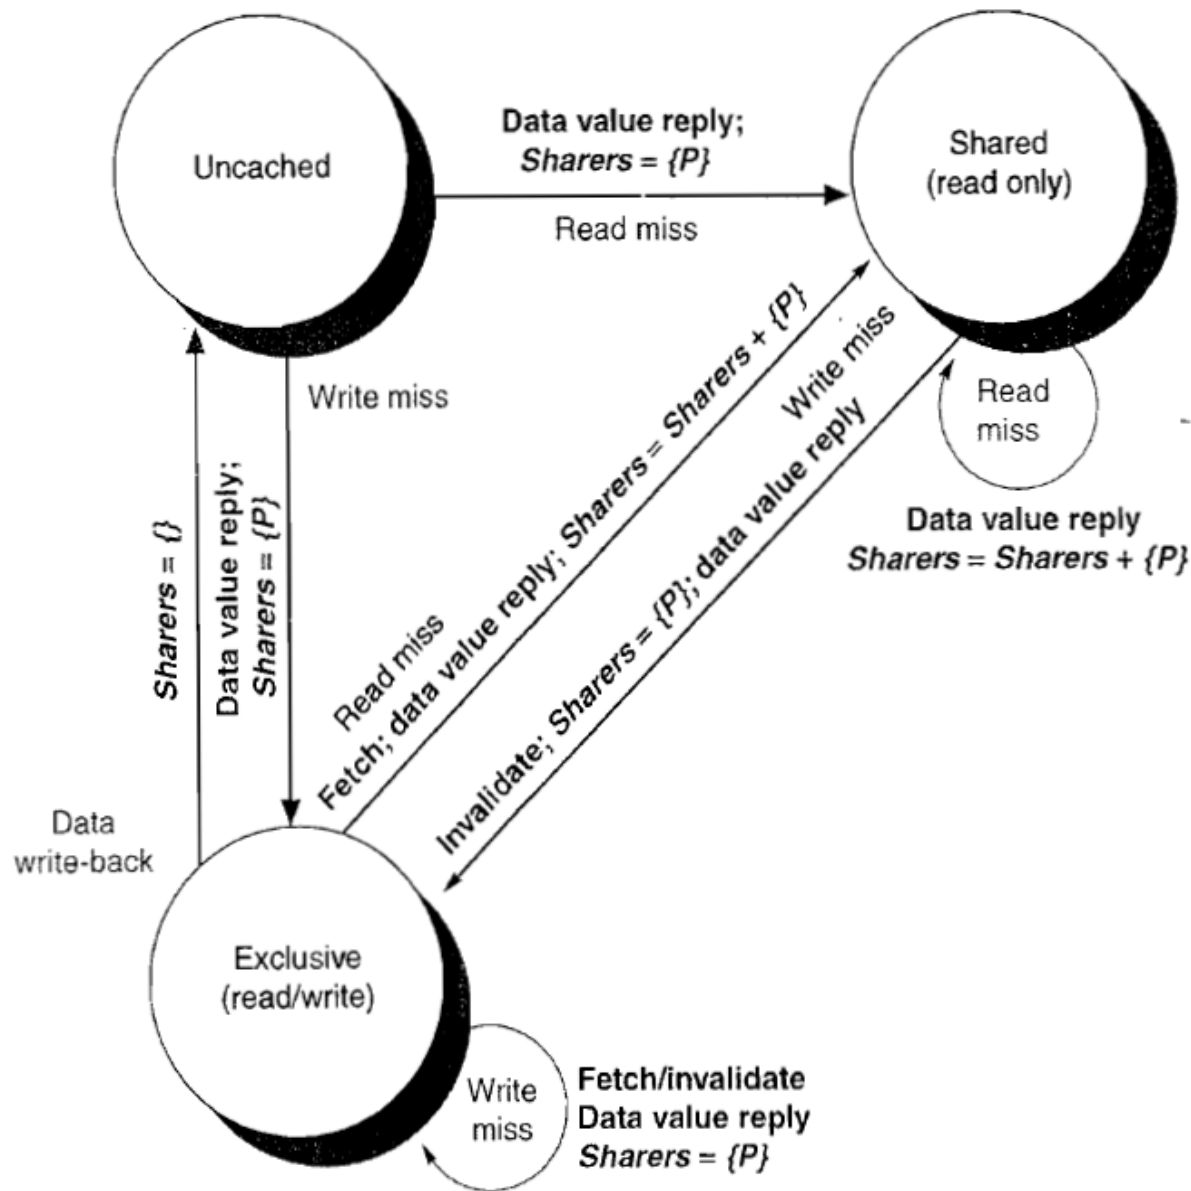 Uncached
Data value reply;
Sharers = {P}
Read miss
Shared
(read only)
Write miss
Sharers = {}
Data value reply;
Sharers = {P}
Read miss
Fetch; data value reply; Sharers = Sharers + {P}
Write miss
Invalidate; Sharers = {P}; data value reply
Read
miss
Data value reply
Sharers = Sharers + {P}
Data
write-back
Exclusive
(read/write)
Write
miss
Fetch/invalidate
Data value reply
Sharers = {P}